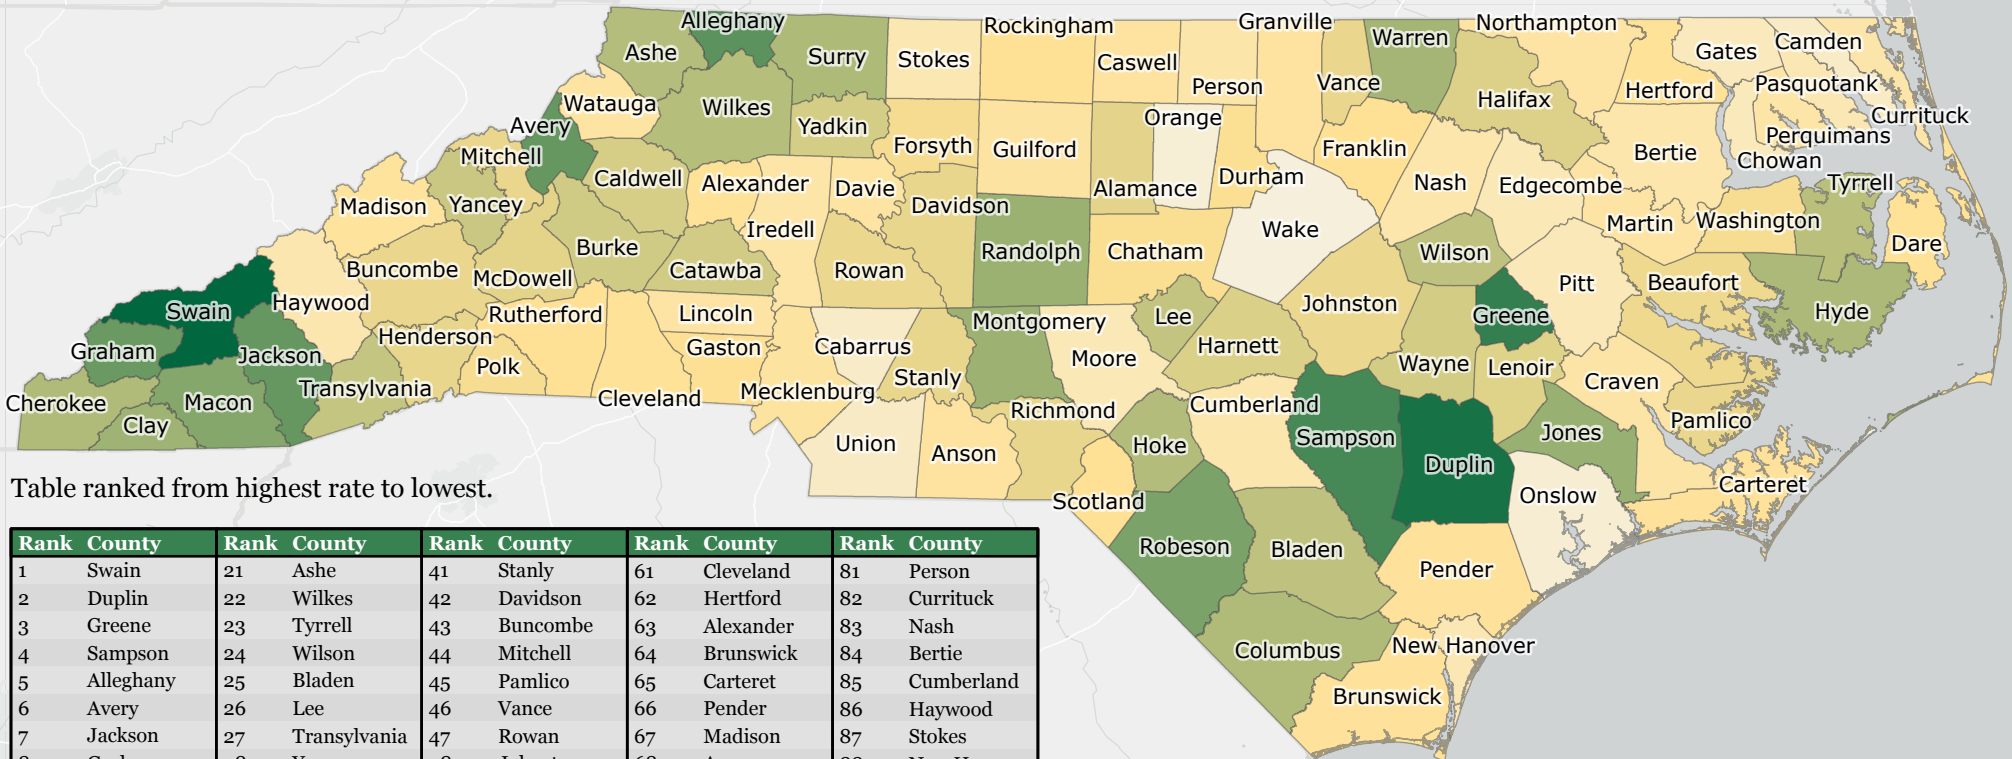 Alleghany
Rockingham
Granville
Northampton
Ashe
Surry
Stokes
Caswell
Warren
Gates
Camden
Watauga
Wilkes
Person
Vance
Halifax
Hertford
Pasquotank
Currituck
Avery
Yadkin
Forsyth
Guilford
Orange
Franklin
Perquimans
Mitchell
Caldwell
Alexander
Davie
Alamance
Durham
Nash
Edgecombe
Bertie
Chowan
Tyrrell
Madison
Yancey
Iredell
Davidson
Wake
Martin
Washington
Burke
Randolph
Chatham
Wilson
Dare
Buncombe
McDowell
Catawba
Rowan
Johnston
Pitt
Beaufort
Swain
Haywood
Rutherford
Lincoln
Montgomery
Lee
Greene
Hyde
Graham
Jackson
Henderson
Polk
Gaston
Cabarrus
Moore
Harnett
Wayne
Lenoir
Craven
Cherokee
Macon
Transylvania
Cleveland
Mecklenburg
Stanly
Richmond
Cumberland
Pamlico
Clay
Union
Anson
Hoke
Sampson
Duplin
Jones
Scotland
Onslow
Carteret
Robeson
Bladen
Pender
Columbus
New Hanover
Brunswick
Table ranked from highest rate to lowest.
Rank County Rank County Rank County Rank County Rank County
1 Swain 21 Ashe 41 Stanly 61 Cleveland 81 Person
2 Duplin 22 Wilkes 42 Davidson 62 Hertford 82 Currituck
3 Greene 23 Tyrrell 43 Buncombe 63 Alexander 83 Nash
4 Sampson 24 Wilson 44 Mitchell 64 Brunswick 84 Bertie
5 Alleghany 25 Bladen 45 Pamlico 65 Carteret 85 Cumberland
6 Avery 26 Lee 46 Vance 66 Pender 86 Haywood
7 Jackson 27 Transylvania 47 Rowan 67 Madison 87 Stokes